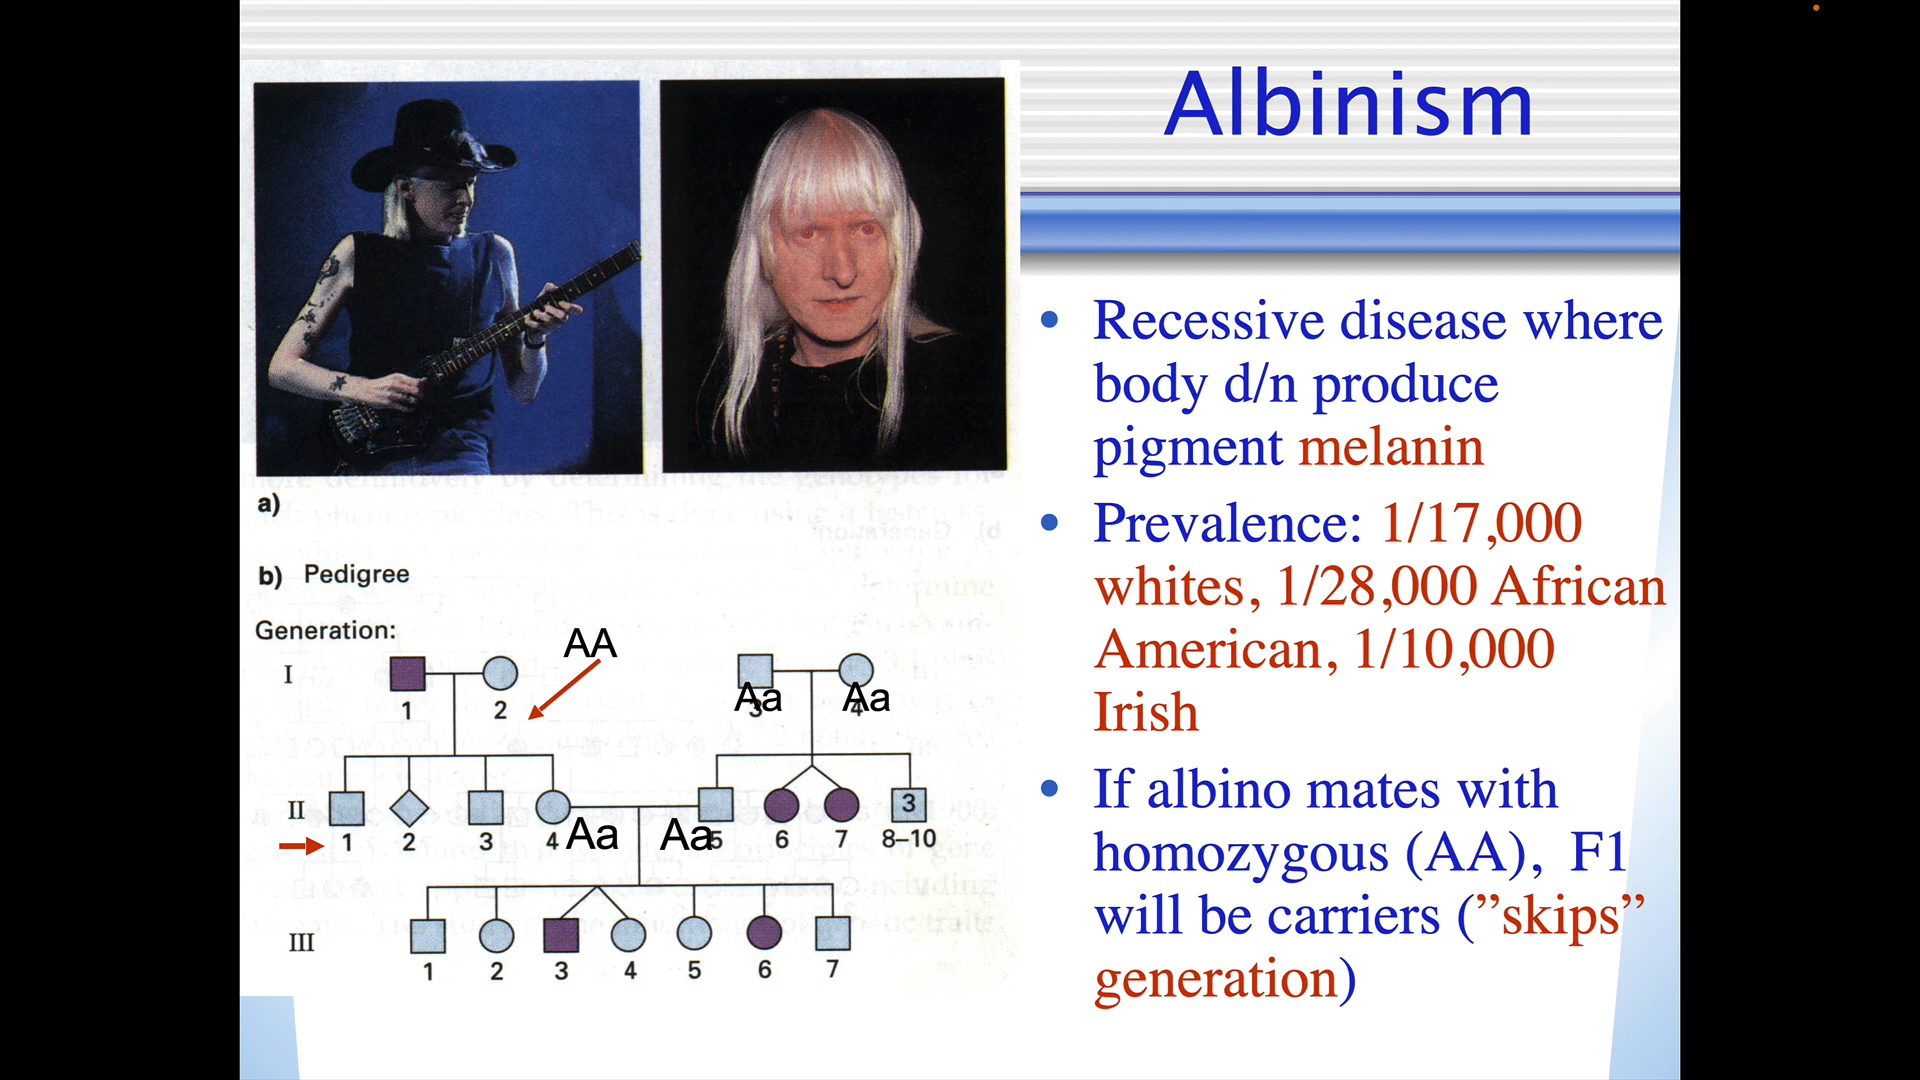 Albinism
• Recessive disease where
body d/n produce
pigment melanin
• Prevalence: 1/17,000
whites, 1/28,000 African
American, 1/10,000
Irish
• If albino mates with
homozygous (AA), F1
will be carriers (”skips”
generation)
a)
b) Pedigree
Generation:
AA
I
1 2 3 4
Aa Aa
II
3
1 2 3 4 5 6 7 8–10
Aa Aa
III
1 2 3 4 5 6 7